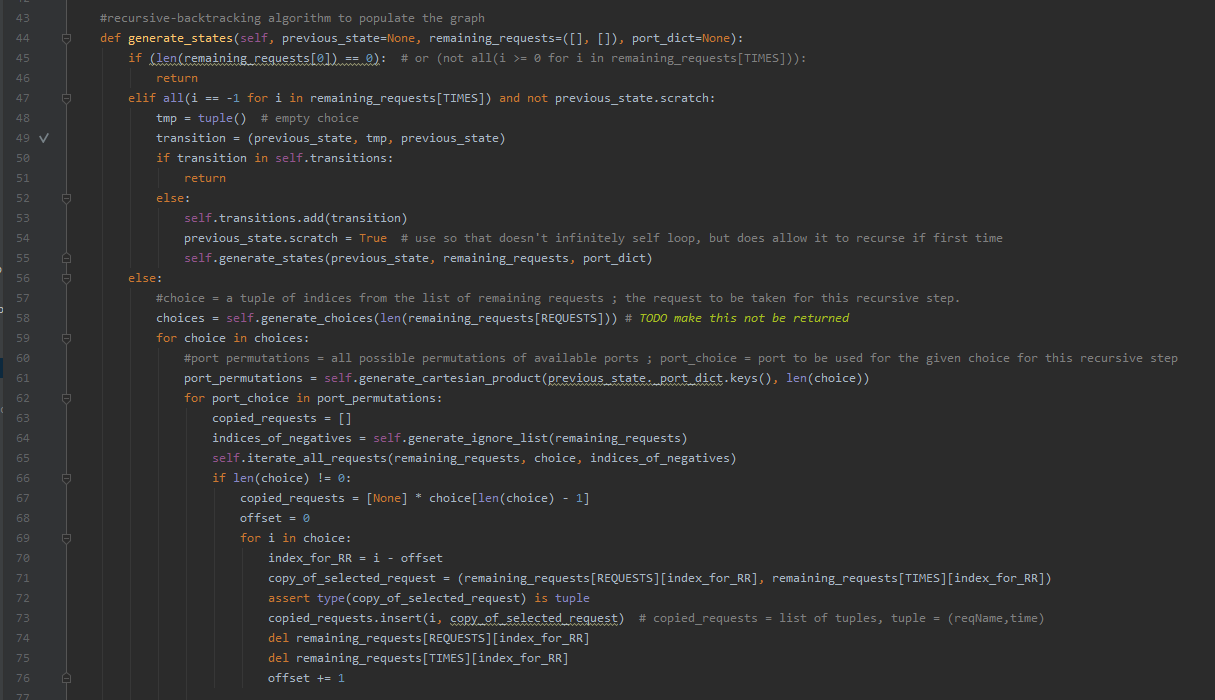 43 #recursive-backtracking algorithm to populate the graph
44 def generate_states(self, previous_state=None, remaining_requests=([], []), port_dict=None):
45 if (len(remaining_requests[0]) == 0): # or (not all(i >= 0 for i in remaining_requests[TIMES])):
46 return
47 elif all(i == -1 for i in remaining_requests[TIMES]) and not previous_state.scratch:
48 tmp = tuple() # empty choice
49 transition = (previous_state, tmp, previous_state)
50 if transition in self.transitions:
51 return
52 else:
53 self.transitions.add(transition)
54 previous_state.scratch = True # use so that doesn't infinitely self loop, but does allow it to recurse if first time
55 self.generate_states(previous_state, remaining_requests, port_dict)
56 else:
57 #choice = a tuple of indices from the list of remaining requests ; the request to be taken for this recursive step.
58 choices = self.generate_choices(len(remaining_requests[REQUESTS])) # TODO make this not be returned
59 for choice in choices:
60 #port permutations = all possible permutations of available ports ; port_choice = port to be used for the given choice for this recursive step
61 port_permutations = self.generate_cartesian_product(previous_state._port_dict.keys(), len(choice))
62 for port_choice in port_permutations:
63 copied_requests = []
64 indices_of_negatives = self.generate_ignore_list(remaining_requests)
65 self.iterate_all_requests(remaining_requests, choice, indices_of_negatives)
66 if len(choice) != 0:
67 copied_requests = [None] * choice[len(choice) - 1]
68 offset = 0
69 for i in choice:
70 index_for_RR = i - offset
71 copy_of_selected_request = (remaining_requests[REQUESTS][index_for_RR], remaining_requests[TIMES][index_for_RR])
72 assert type(copy_of_selected_request) is tuple
73 copied_requests.insert(i, copy_of_selected_request) # copied_requests = list of tuples, tuple = (reqName,time)
74 del remaining_requests[REQUESTS][index_for_RR]
75 del remaining_requests[TIMES][index_for_RR]
76 offset += 1
77